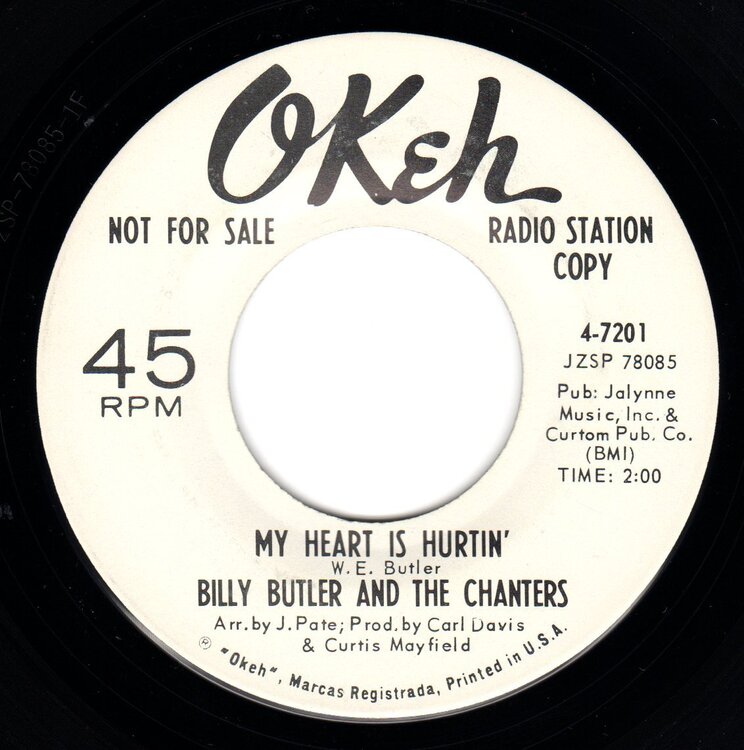 OKeh
NOT FOR SALE
RADIO STATION
COPY
45
RPM
4-7201
JZSP 78085
Pub: Jalynne
Music, Inc. &
Curtom Pub. Co.
(BMI)
TIME: 2:00
MY HEART IS HURTIN'
W. E. Butler
BILLY BUTLER AND THE CHANTERS
Arr. by J. Pate; Prod. by Carl Davis
& Curtis Mayfield
Ⓟ "Okeh", Marcas Registrada, Printed in U.S.A.
ZSP-78085-1F